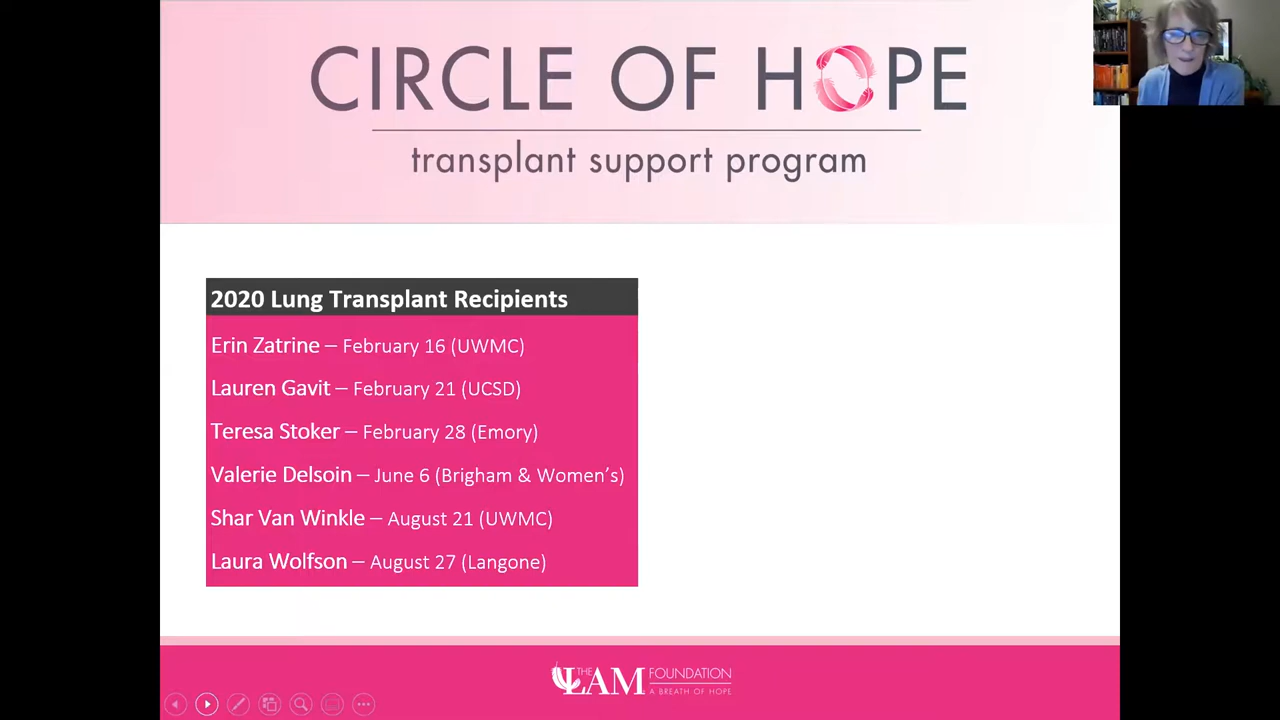 CIRCLE OF HOPE
transplant support program
2020 Lung Transplant Recipients
Erin Zatrine – February 16 (UWMC)
Lauren Gavit – February 21 (UCSD)
Teresa Stoker – February 28 (Emory)
Valerie Delsoin – June 6 (Brigham & Women’s)
Shar Van Winkle – August 21 (UWMC)
Laura Wolfson – August 27 (Langone)
THE LAM FOUNDATION
A BREATH OF HOPE